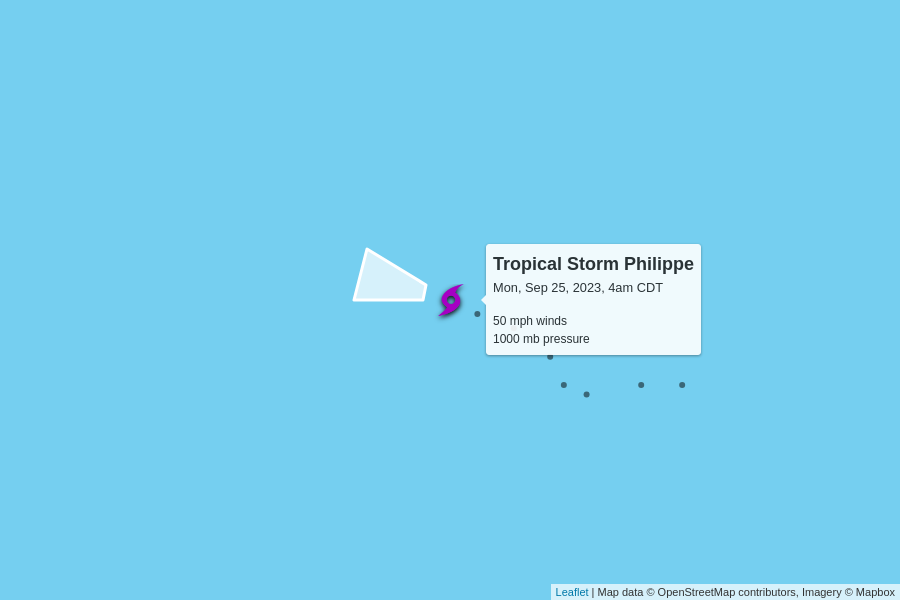 Tropical Storm Philippe
Mon, Sep 25, 2023, 4am CDT
50 mph winds
1000 mb pressure
Leaflet | Map data © OpenStreetMap contributors, Imagery © Mapbox